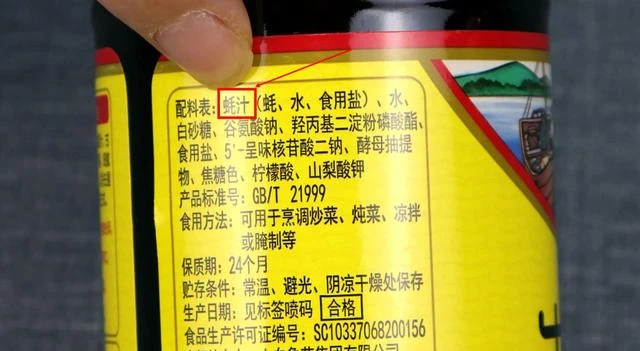 配料表：蚝汁（蚝、水、食用盐）、水、
白砂糖、谷氨酸钠、羟丙基二淀粉磷酸酯、
食用盐、5'-呈味核苷酸二钠、酵母抽提
物、焦糖色、柠檬酸、山梨酸钾
产品标准号：GB/T 21999
食用方法：可用于烹调炒菜、炖菜、凉拌
或腌制等
保质期：24个月
贮存条件：常温、避光、阴凉干燥处保存
生产日期：见标签喷码 合格
食品生产许可证编号：SC10337068200156